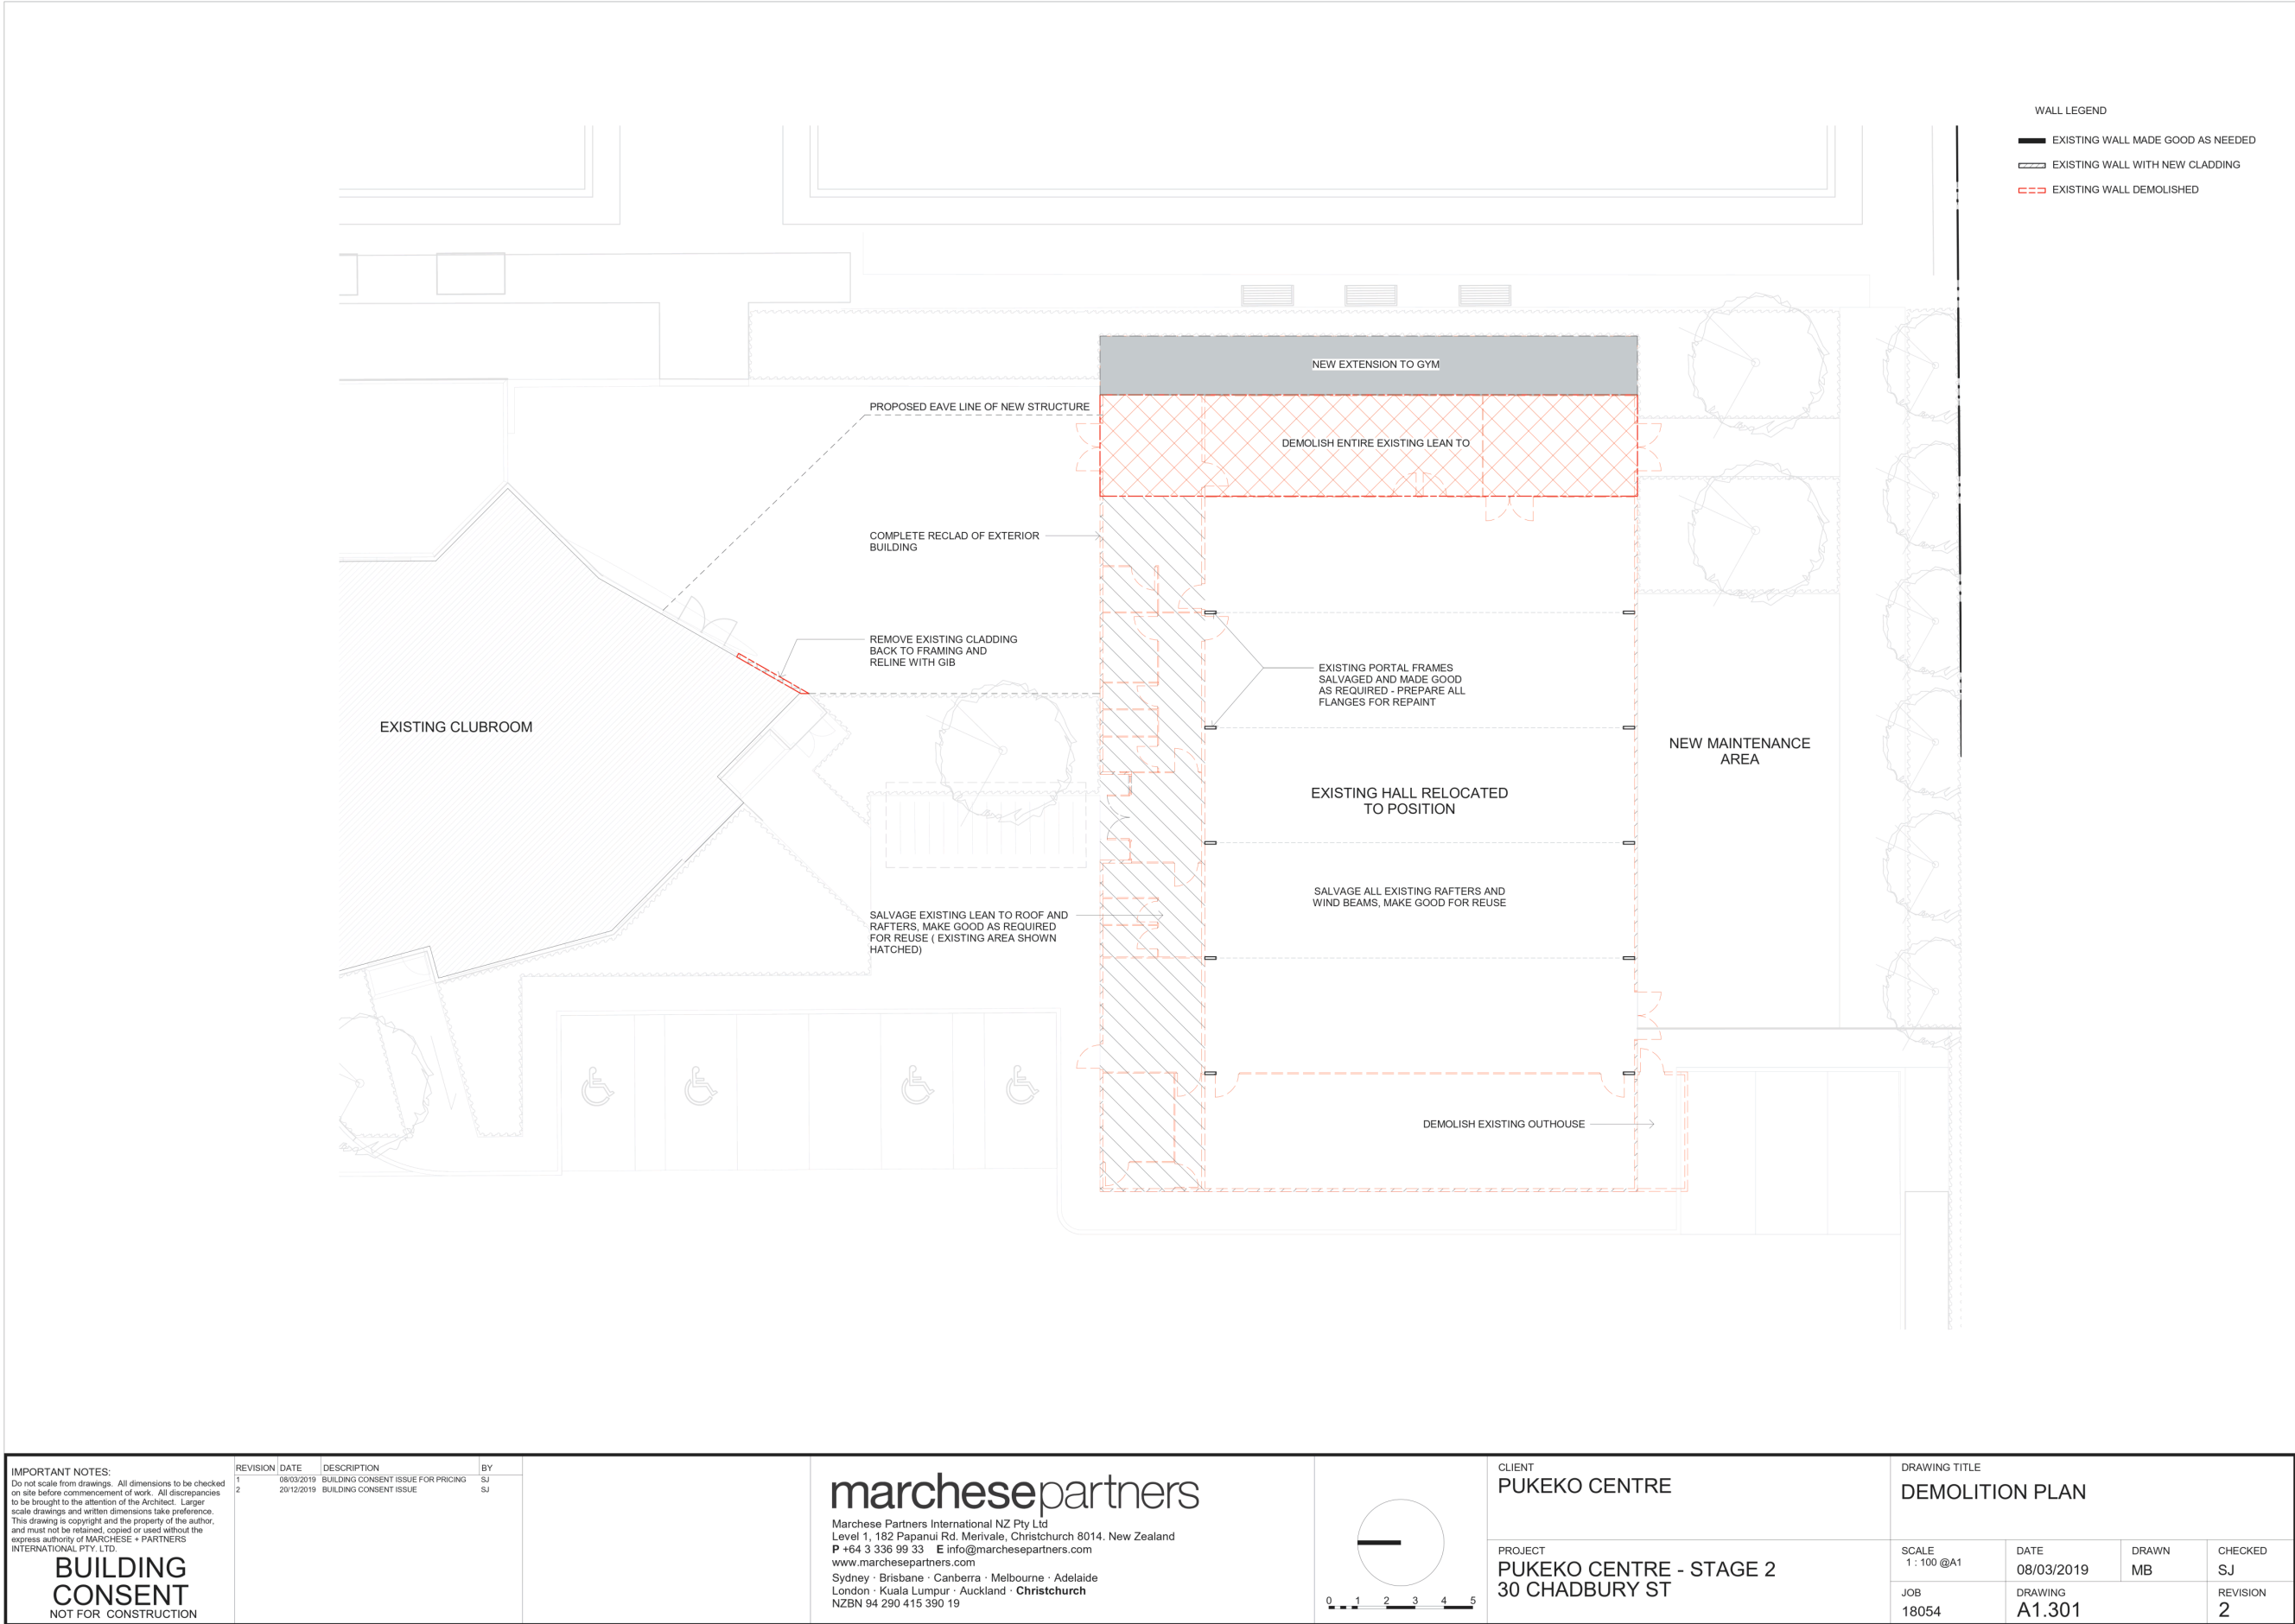 WALL LEGEND
EXISTING WALL MADE GOOD AS NEEDED
EXISTING WALL WITH NEW CLADDING
EXISTING WALL DEMOLISHED
NEW EXTENSION TO GYM
PROPOSED EAVE LINE OF NEW STRUCTURE
DEMOLISH ENTIRE EXISTING LEAN TO
COMPLETE RECLAD OF EXTERIOR
BUILDING
REMOVE EXISTING CLADDING
BACK TO FRAMING AND
RELINE WITH GIB
EXISTING PORTAL FRAMES
SALVAGED AND MADE GOOD
AS REQUIRED - PREPARE ALL
FLANGES FOR REPAINT
EXISTING CLUBROOM
NEW MAINTENANCE
AREA
EXISTING HALL RELOCATED
TO POSITION
SALVAGE ALL EXISTING RAFTERS AND
WIND BEAMS, MAKE GOOD FOR REUSE
SALVAGE EXISTING LEAN TO ROOF AND
RAFTERS, MAKE GOOD AS REQUIRED
FOR REUSE ( EXISTING AREA SHOWN
HATCHED)
DEMOLISH EXISTING OUTHOUSE
IMPORTANT NOTES:
Do not scale from drawings. All dimensions to be checked
on site before commencement of work. All discrepancies
to be brought to the attention of the Architect. Larger
scale drawings and written dimensions take preference.
This drawing is copyright and the property of the author,
and must not be retained, copied or used without the
express authority of MARCHESE + PARTNERS
INTERNATIONAL PTY. LTD.
BUILDING
CONSENT
NOT FOR CONSTRUCTION
REVISION DATE DESCRIPTION BY
1 08/03/2019 BUILDING CONSENT ISSUE FOR PRICING SJ
2 20/12/2019 BUILDING CONSENT ISSUE SJ
marchesepartners
Marchese Partners International NZ Pty Ltd
Level 1, 182 Papanui Rd. Merivale, Christchurch 8014. New Zealand
P +64 3 336 99 33 E info@marchesepartners.com
www.marchesepartners.com
Sydney · Brisbane · Canberra · Melbourne · Adelaide
London · Kuala Lumpur · Auckland · Christchurch
NZBN 94 290 415 390 19
0 1 2 3 4 5
CLIENT
PUKEKO CENTRE
PROJECT
PUKEKO CENTRE - STAGE 2
30 CHADBURY ST
DRAWING TITLE
DEMOLITION PLAN
SCALE DATE DRAWN CHECKED
1 : 100 @A1 08/03/2019 MB SJ
JOB DRAWING REVISION
18054 A1.301 2